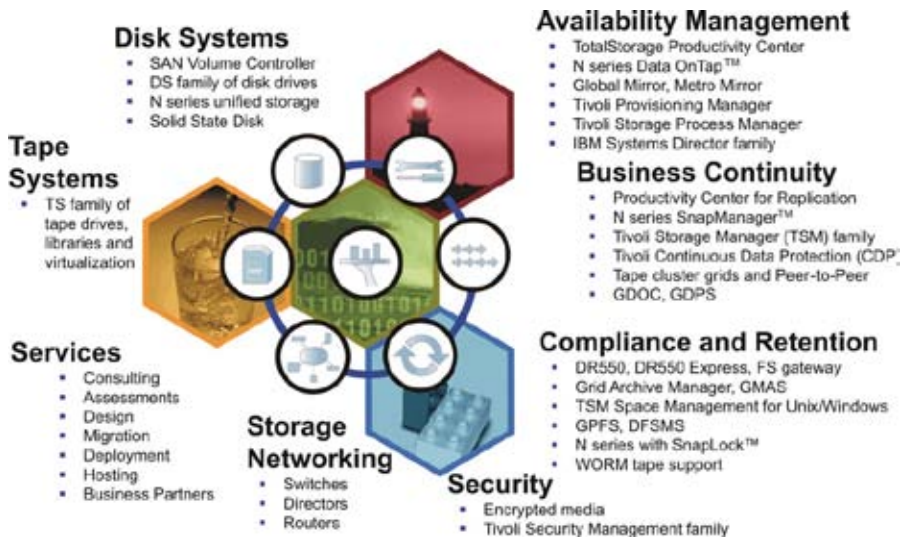 Disk Systems
SAN Volume Controller
DS family of disk drives
N series unified storage
Solid State Disk
Tape
Systems
TS family of
tape drives,
libraries and
virtualization
Services
Consulting
Assessments
Design
Migration
Deployment
Hosting
Business Partners
Storage
Networking
Switches
Directors
Routers
Availability Management
TotalStorage Productivity Center
N series Data OnTap™
Global Mirror, Metro Mirror
Tivoli Provisioning Manager
Tivoli Storage Process Manager
IBM Systems Director family
Business Continuity
Productivity Center for Replication
N series SnapManager™
Tivoli Storage Manager (TSM) family
Tivoli Continuous Data Protection (CDP)
Tape cluster grids and Peer-to-Peer
GDOC, GDPS
Compliance and Retention
DR550, DR550 Express, FS gateway
Grid Archive Manager, GMAS
TSM Space Management for Unix/Windows
GPFS, DFSMS
N series with SnapLock™
WORM tape support
Security
Encrypted media
Tivoli Security Management family